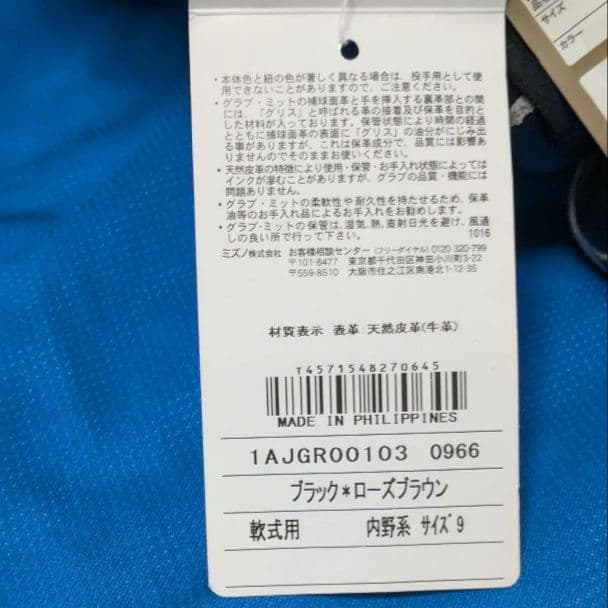 ・本体色と紐の色が著しく異なる場合は、投手用として使
用できないことがありますので、ご注意ください。
・グラブ・ミットの捕球面革と手を挿入する裏革部との間
には、「グリス」と呼ばれる革の接着及び保革を目的と
した材料が入っております。保管状態により時間の経過
とともに捕球面革の表面に「グリス」の油分がにじみ出
る事がありますが、これは保革成分で、品質には影響あ
りませんのでそのままお使いください。
・天然皮革の特徴により使用・保管・お手入れ状態によっては
インクが滲むことがありますが、グラブの品質・機能には
問題ありません。
・グラブ・ミットの柔軟性や耐久性を持たせるため、保革
油等のお手入れ品によるお手入れをお勧めします。
・グラブ・ミットの保管は、湿気、熱、直射日光を避け、風通
しの良い所で行って下さい。 1016
ミズノ株式会社 お客様相談センター (フリーダイヤル) 0120-320-799
〒101-8477 東京都千代田区神田小川町3-22
〒559-8510 大阪市住之江区南港北1-12-35
材質表示 表革 天然皮革(牛革)
T4571548270645
MADE IN PHILIPPINES
1AJGR00103 0966
ブラック*ローズブラウン
軟式用 内野系 サイズ9
サイズ
カラー